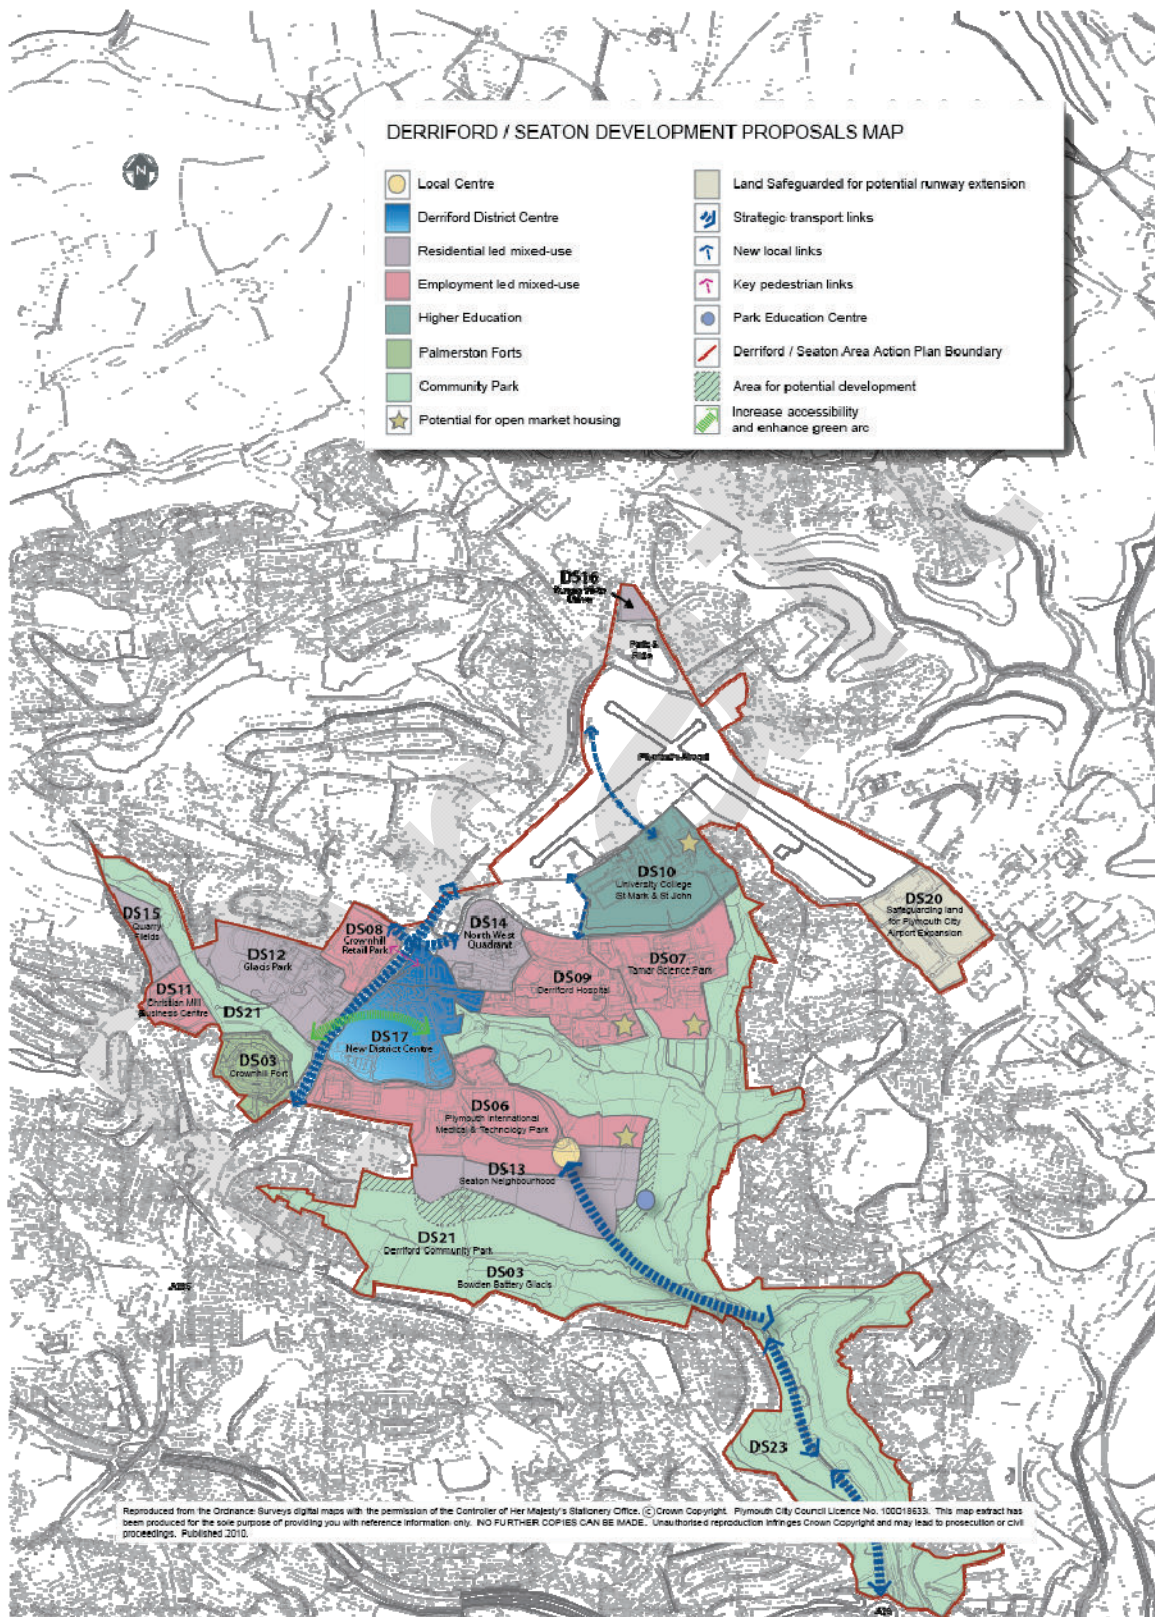 DERRIFORD / SEATON DEVELOPMENT PROPOSALS MAP
N
Local Centre
Derriford District Centre
Residential led mixed-use
Employment led mixed-use
Higher Education
Palmerston Forts
Community Park
Potential for open market housing
Land Safeguarded for potential runway extension
Strategic transport links
New local links
Key pedestrian links
Park Education Centre
Derriford / Seaton Area Action Plan Boundary
Area for potential development
Increase accessibility
and enhance green arc
DS16
Park &
Ride
Plymouth Airport
DS10
University College
St Mark & St John
DS20
Safeguarding land
for Plymouth City
Airport Expansion
DS15
Quarry
Fields
DS08
Crownhill
Retail Park
DS14
North West
Quadrant
DS12
Glacis Park
DS07
Tamar Science Park
DS09
Derriford Hospital
DS11
Christian Mill
Business Centre
DS21
DS17
New District Centre
DS03
Crownhill Fort
DS06
Plymouth International
Medical & Technology Park
DS13
Seaton Neighbourhood
DS21
Derriford Community Park
DS03
Bowden Battery Glacis
DS23
Reproduced from the Ordnance Surveys digital maps with the permission of the Controller of Her Majesty's Stationery Office. © Crown Copyright. Plymouth City Council Licence No. 100018633. This map extract has
been produced for the sole purpose of providing you with reference information only. NO FURTHER COPIES CAN BE MADE. Unauthorised reproduction infringes Crown Copyright and may lead to prosecution or civil
proceedings. Published 2010.